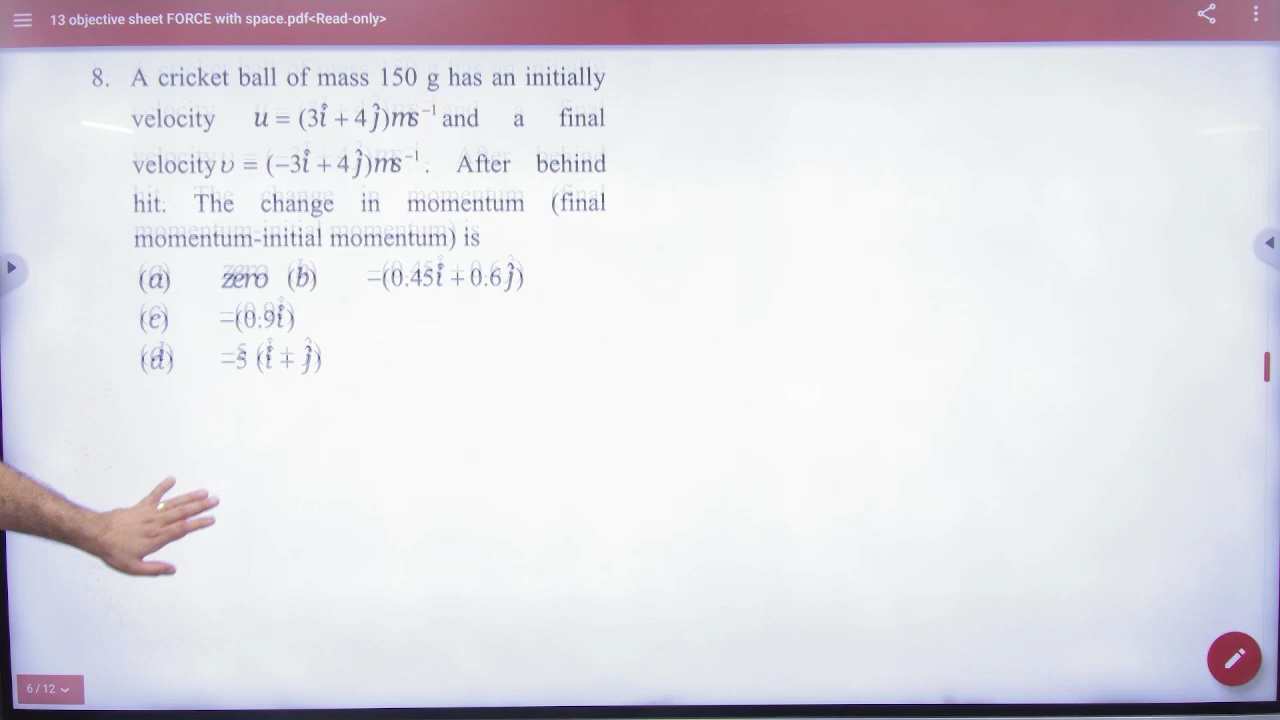 13 objective sheet FORCE with space.pdf<Read-only>
8. A cricket ball of mass 150 g has an initially
velocity u = (3î + 4ĵ)ms⁻¹ and a final
velocity υ = (−3î + 4ĵ)ms⁻¹. After behind
hit. The change in momentum (final
momentum-initial momentum) is
(a) zero (b) =(0.45î + 0.6ĵ)
(c) =(0.9î)
(d) =5 (î + ĵ)
6 / 12